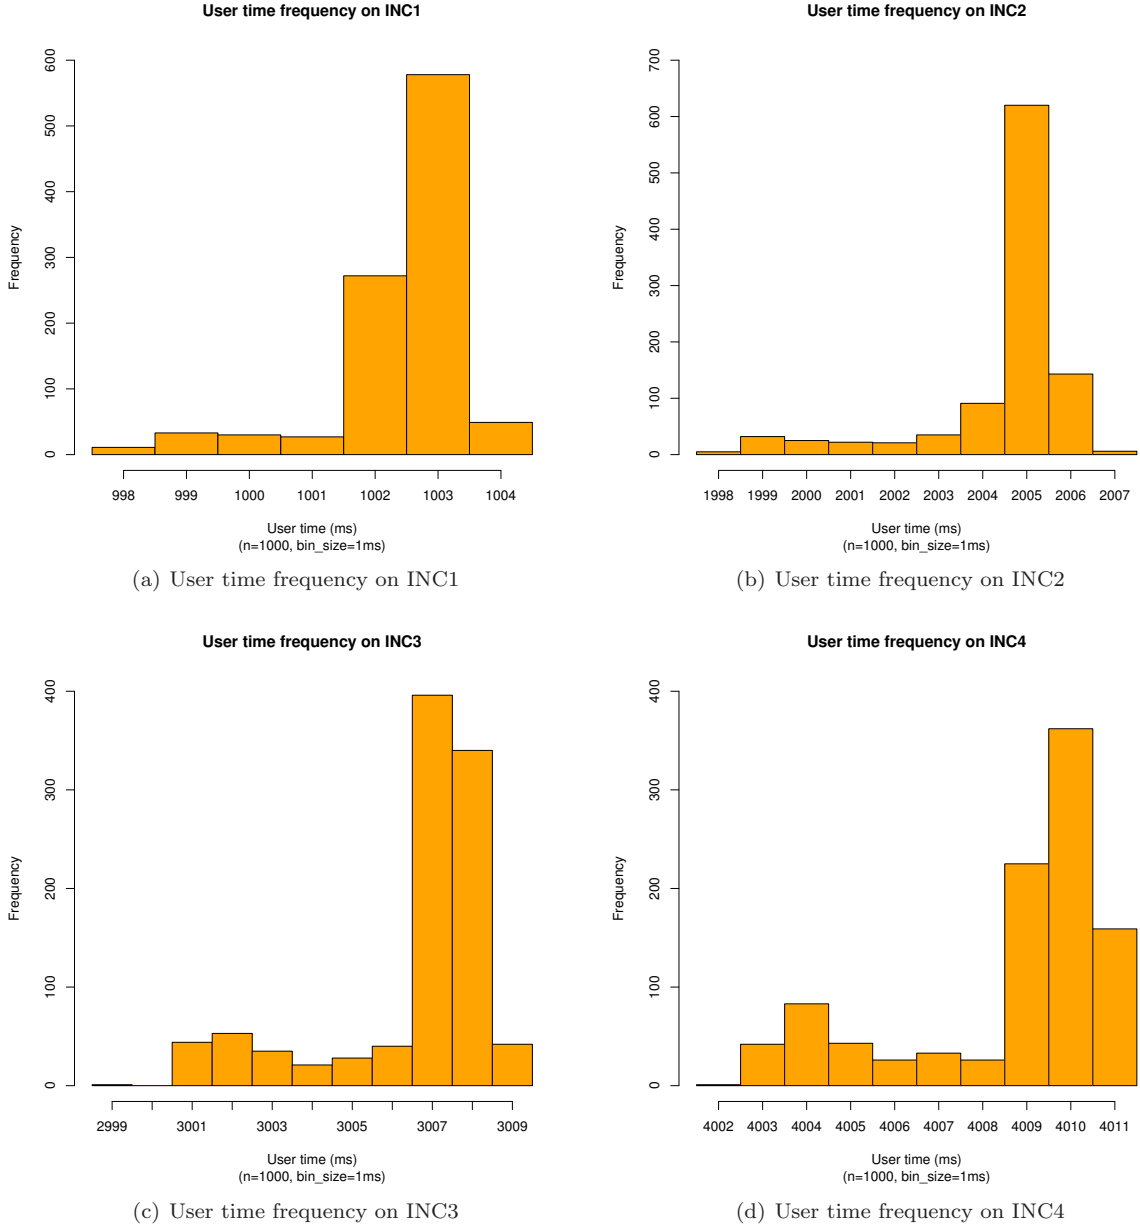 User time frequency on INC1
600
500
400
300
200
100
0
Frequency
998 999 1000 1001 1002 1003 1004
User time (ms)
(n=1000, bin_size=1ms)
(a) User time frequency on INC1
User time frequency on INC2
700
600
500
400
300
200
100
0
Frequency
1998 1999 2000 2001 2002 2003 2004 2005 2006 2007
User time (ms)
(n=1000, bin_size=1ms)
(b) User time frequency on INC2
User time frequency on INC3
400
300
200
100
0
Frequency
2999 3001 3003 3005 3007 3009
User time (ms)
(n=1000, bin_size=1ms)
(c) User time frequency on INC3
User time frequency on INC4
400
300
200
100
0
Frequency
4002 4003 4004 4005 4006 4007 4008 4009 4010 4011
User time (ms)
(n=1000, bin_size=1ms)
(d) User time frequency on INC4